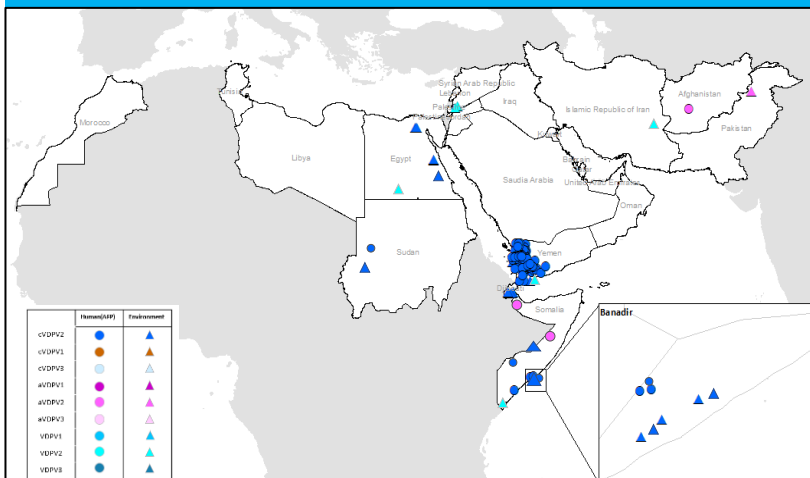 Syrian Arab Republic
Tunisia
Lebanon
Afghanistan
Iraq
Islamic Republic of Iran
Morocco
Pakistan
Kuwait
Libya
Egypt
Bahrain
Qatar
Saudi Arabia
United Arab Emirates
Oman
Sudan
Yemen
Djibouti
Somalia
Banadir
Human(AFP) Environment
cVDPV2
cVDPV1
cVDPV3
aVDPV1
aVDPV2
aVDPV3
VDPV1
VDPV2
VDPV3